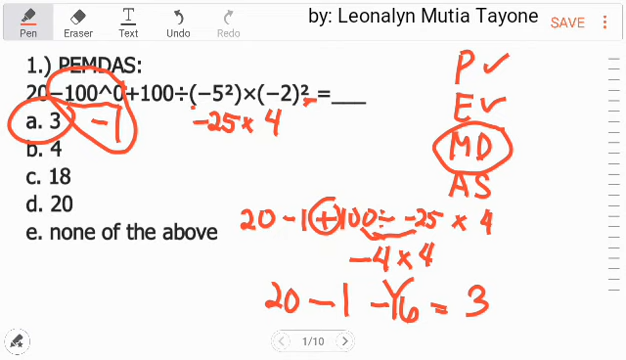 by: Leonalyn Mutia Tayone
Pen Eraser Text Undo Redo SAVE
1.) PEMDAS:
20-100^0+100÷(-5²)×(-2)²=___
a. 3
-1
-25 × 4
b. 4
c. 18
d. 20
e. none of the above
P ✓
E ✓
MD
AS
20 - 1 + 100 ÷ -25 × 4
-4 × 4
20 - 1 - 16 = 3
1/10